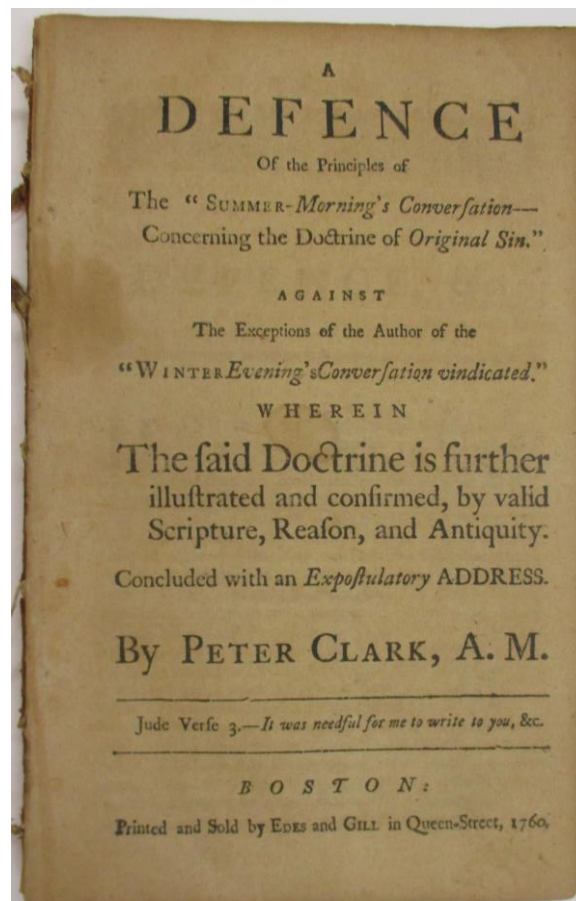 A
DEFENCE
Of the Principles of
The “ SUMMER-Morning's Converſation—
Concerning the Doctrine of Original Sin.”
AGAINST
The Exceptions of the Author of the
“WINTER Evening's Converſation vindicated.”
WHEREIN
The ſaid Doctrine is further
illuſtrated and confirmed, by valid
Scripture, Reaſon, and Antiquity.
Concluded with an Expoſtulatory ADDRESS.
By PETER CLARK, A. M.
Jude Verſe 3.—It was needful for me to write to you, &c.
BOSTON:
Printed and Sold by EDES and GILL in Queen-Street, 1760.